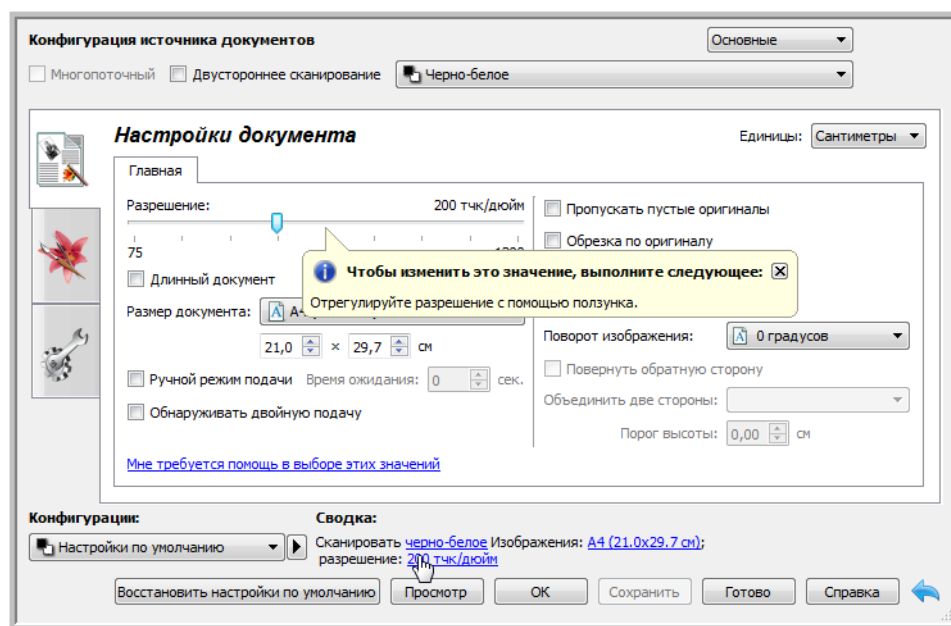 Конфигурация источника документов
Основные
Многопоточный
Двустороннее сканирование
Черно-белое
Настройки документа
Единицы:
Сантиметры
Главная
Разрешение:
200 тчк/дюйм
75
Пропускать пустые оригиналы
Обрезка по оригиналу
Чтобы изменить это значение, выполните следующее:
Отрегулируйте разрешение с помощью ползунка.
Длинный документ
Размер документа:
21,0 × 29,7 см
Поворот изображения:
0 градусов
Ручной режим подачи
Время ожидания: 0 сек.
Повернуть обратную сторону
Обнаруживать двойную подачу
Объединить две стороны:
Порог высоты: 0,00 см
Мне требуется помощь в выборе этих значений
Конфигурации:
Сводка:
Настройки по умолчанию
Сканировать черно-белое Изображения: A4 (21.0x29.7 см);
разрешение: 200 тчк/дюйм
Восстановить настройки по умолчанию
Просмотр
ОК
Сохранить
Готово
Справка